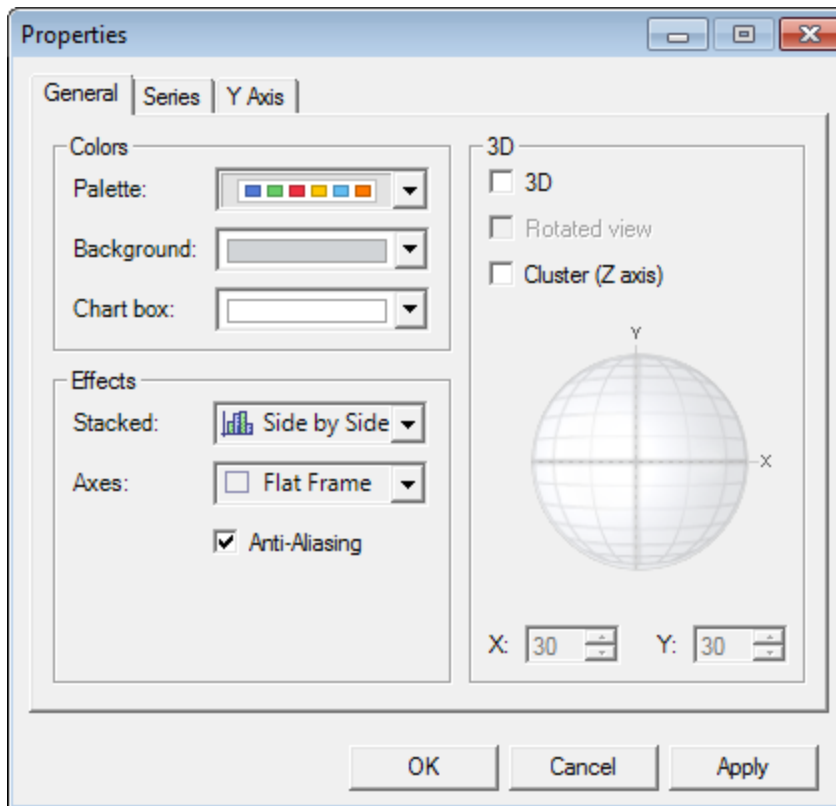 Properties
General Series Y Axis
Colors
Palette:
Background:
Chart box:
Effects
Stacked: Side by Side
Axes: Flat Frame
Anti-Aliasing
3D
3D
Rotated view
Cluster (Z axis)
Y
X
X: 30 Y: 30
OK Cancel Apply